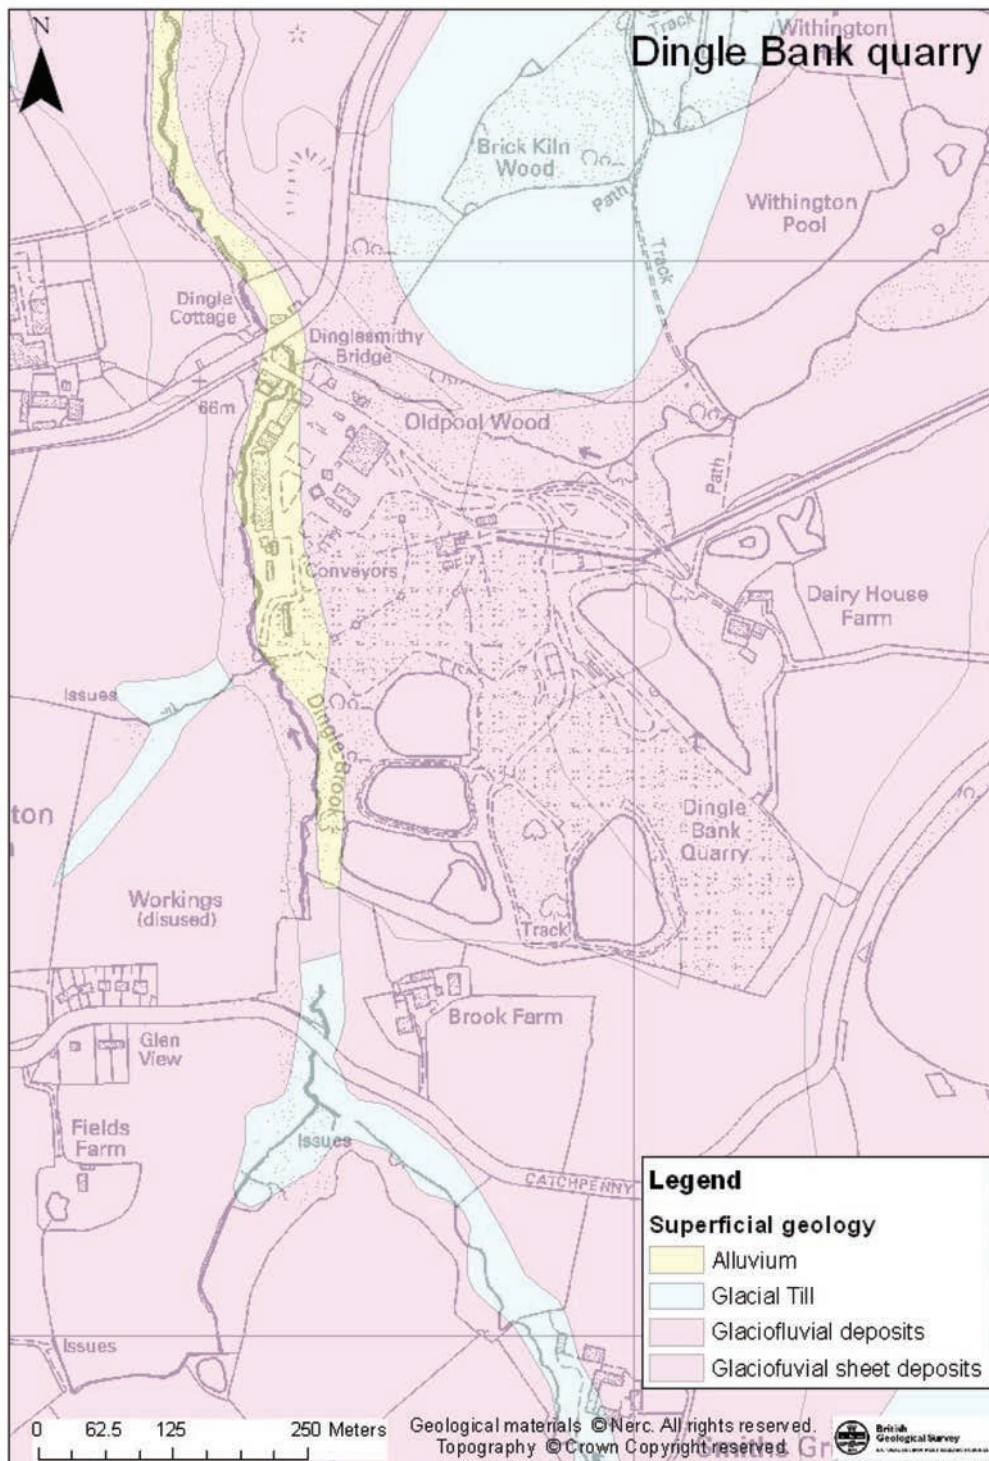 N
Track
Withington
Dingle Bank quarry
Brick Kiln
Wood
Path
Withington
Pool
Track
Dingle
Cottage
Dinglesmithy
Bridge
66m
Oldpool Wood
Path
Conveyors
Dairy House
Farm
Issues
Dingle Brook
ton
Dingle
Bank
Quarry
Workings
(disused)
Track
Brook Farm
Glen
View
Fields
Farm
Issues
CATCHPENNY
Issues
Legend
Superficial geology
Alluvium
Glacial Till
Glaciofluvial deposits
Glaciofuvial sheet deposits
0 62.5 125 250 Meters
Geological materials © Nerc. All rights reserved.
Topography © Crown Copyright reserved.
Smiths Gr
British
Geological Survey